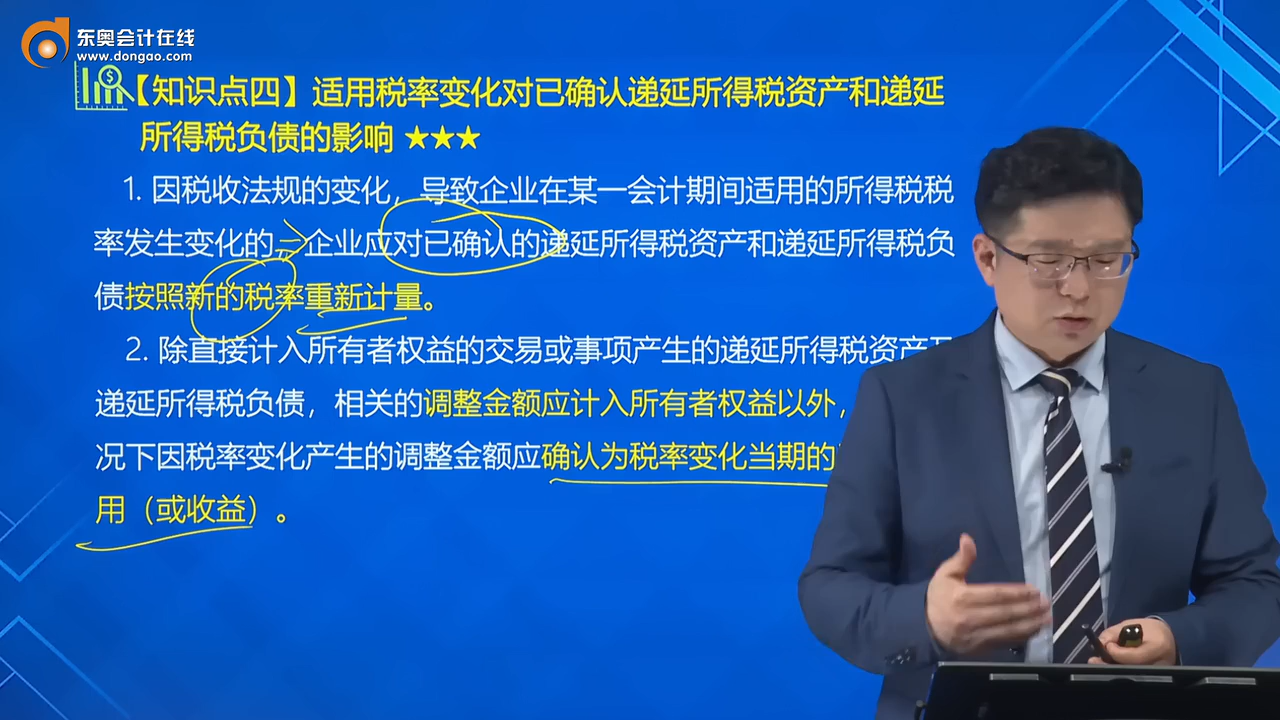 东奥会计在线
www.dongao.com
【知识点四】适用税率变化对已确认递延所得税资产和递延
所得税负债的影响 ★★★
1. 因税收法规的变化，导致企业在某一会计期间适用的所得税税
率发生变化的，企业应对已确认的递延所得税资产和递延所得税负
债按照新的税率重新计量。
2. 除直接计入所有者权益的交易或事项产生的递延所得税资产
递延所得税负债，相关的调整金额应计入所有者权益以外，
况下因税率变化产生的调整金额应确认为税率变化当期的
用（或收益）。